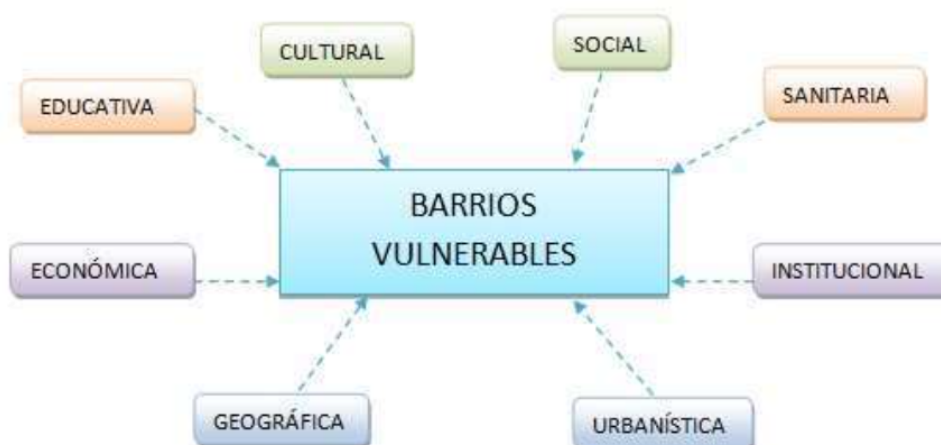 CULTURAL
SOCIAL
EDUCATIVA
SANITARIA
BARRIOS
VULNERABLES
ECONÓMICA
INSTITUCIONAL
GEOGRÁFICA
URBANÍSTICA